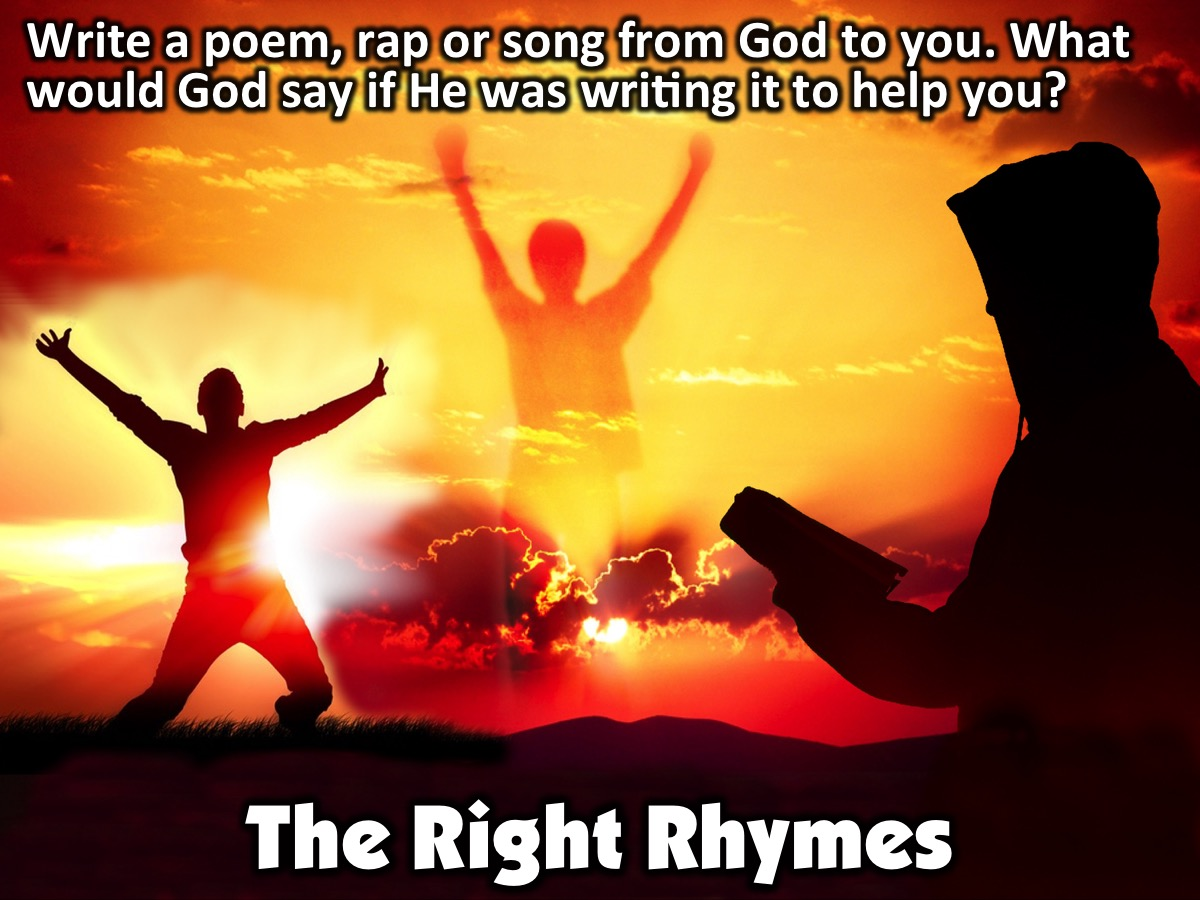 Write a poem, rap or song from God to you. What
would God say if He was writing it to help you?
The Right Rhymes